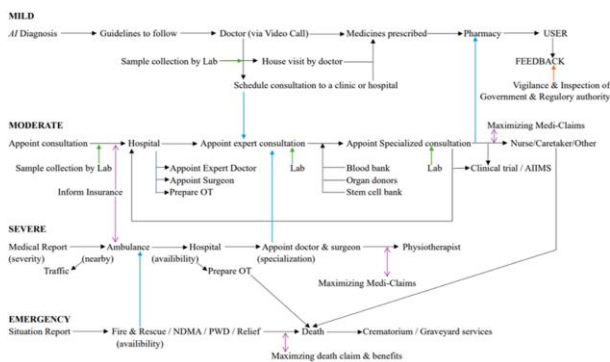 MILD
AI Diagnosis Guidelines to follow Doctor (via Video Call) Medicines prescribed Pharmacy USER
Sample collection by Lab House visit by doctor FEEDBACK
Schedule consultation to a clinic or hospital Vigilance & Inspection of
Government & Regulory authority
MODERATE Maximizing Medi-Claims
Appoint consultation Hospital Appoint expert consultation Appoint Specialized consultation Nurse/Caretaker/Other
Sample collection by Lab Appoint Expert Doctor Lab Blood bank Lab Clinical trial / AIIMS
Appoint Surgeon Organ donors
Inform Insurance Prepare OT Stem cell bank
SEVERE
Medical Report Ambulance Hospital Appoint doctor & surgeon Physiotherapist
(severity) (nearby) (availibility) (specialization)
Traffic Prepare OT Maximizing Medi-Claims
EMERGENCY
Situation Report Fire & Rescue / NDMA / PWD / Relief Death Crematorium / Graveyard services
(availibility)
Maximzing death claim & benefits